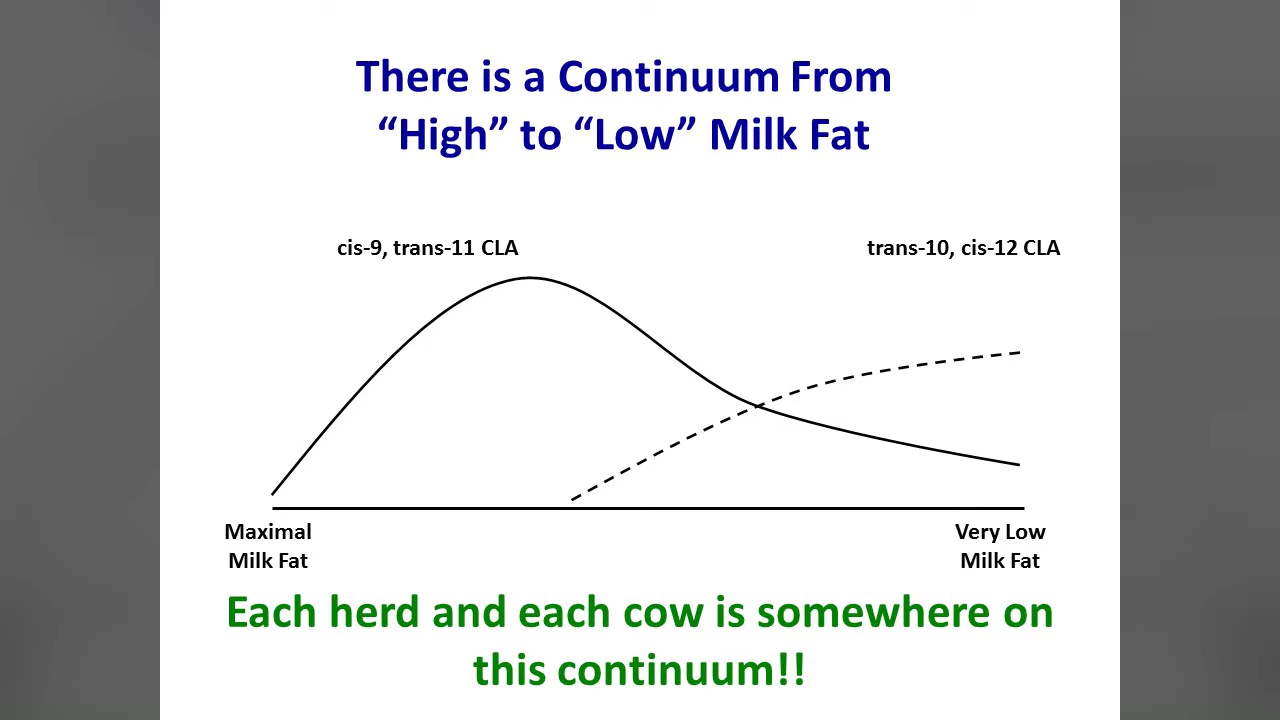 There is a Continuum From
“High” to “Low” Milk Fat
cis-9, trans-11 CLA
trans-10, cis-12 CLA
Maximal
Milk Fat
Very Low
Milk Fat
Each herd and each cow is somewhere on
this continuum!!